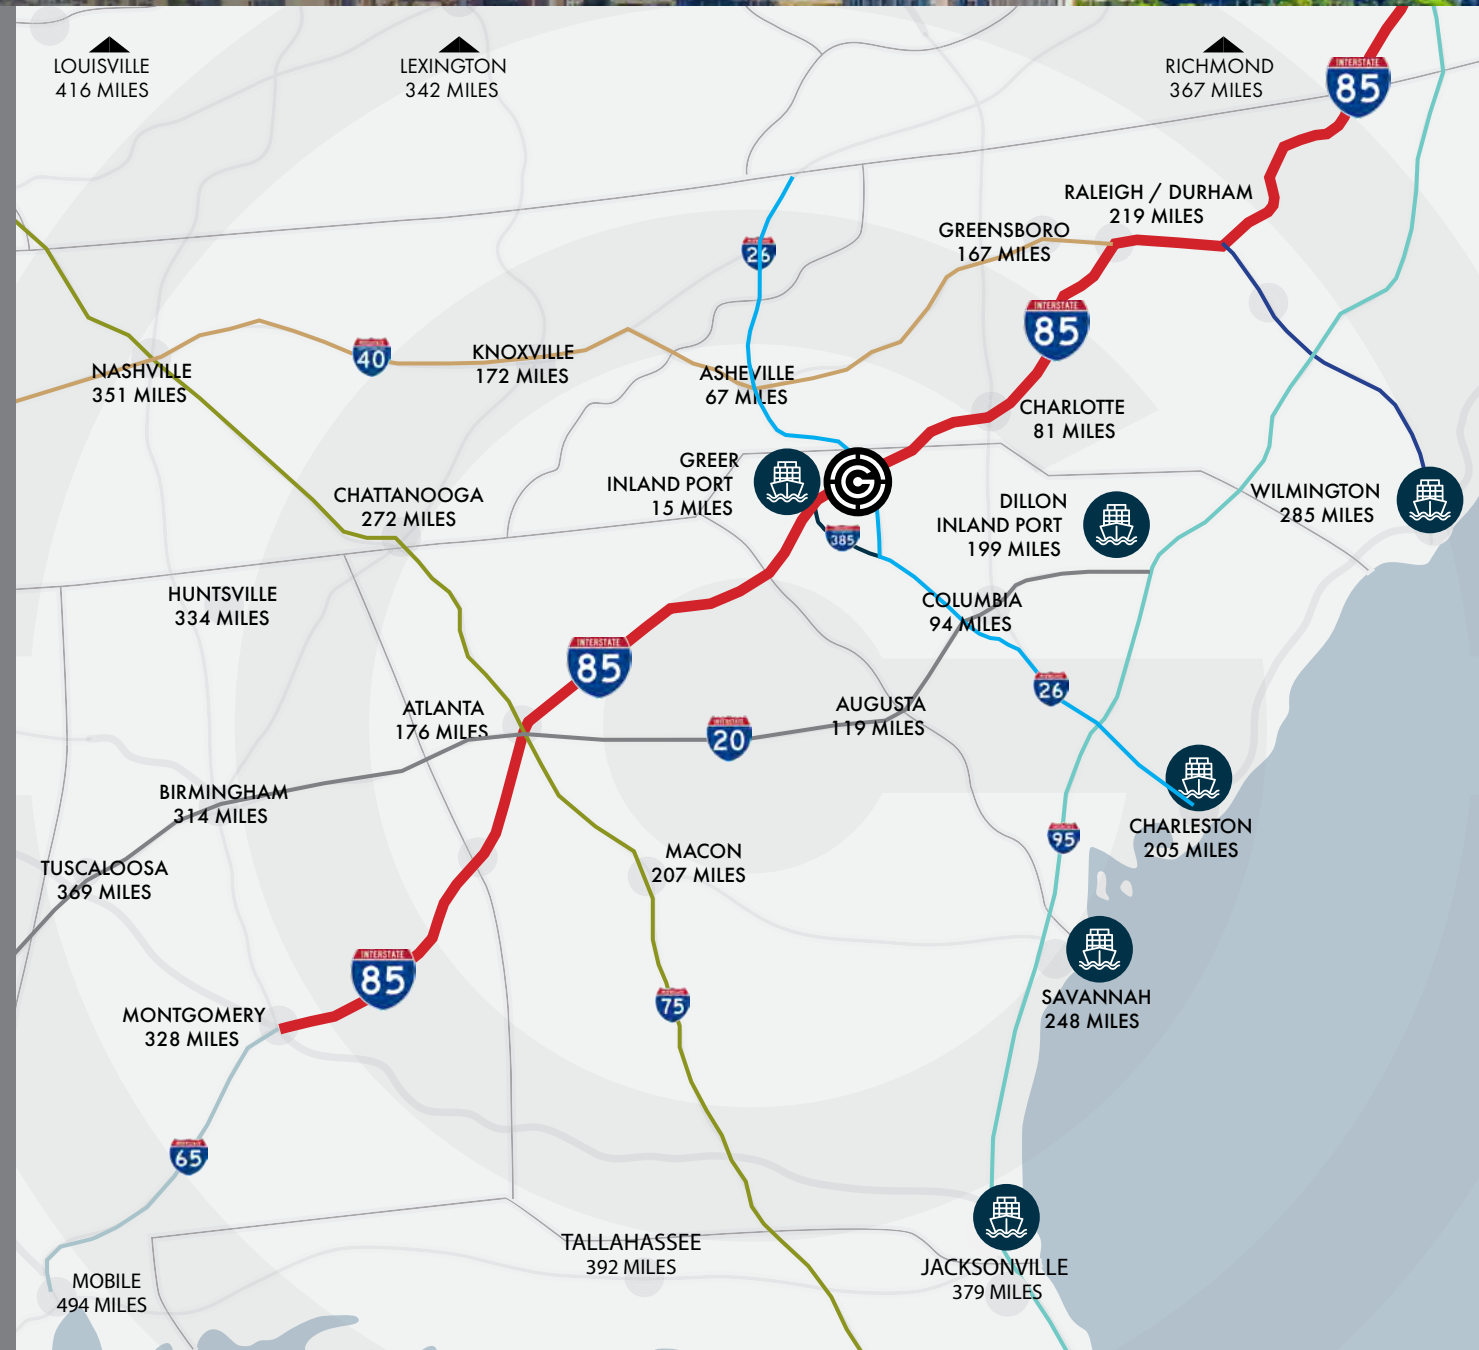 LOUISVILLE
416 MILES
LEXINGTON
342 MILES
RICHMOND
367 MILES
INTERSTATE
85
RALEIGH / DURHAM
219 MILES
GREENSBORO
167 MILES
26
INTERSTATE
85
40
KNOXVILLE
172 MILES
NASHVILLE
351 MILES
ASHEVILLE
67 MILES
CHARLOTTE
81 MILES
GREER
INLAND PORT
15 MILES
C
CHATTANOOGA
272 MILES
DILLON
INLAND PORT
199 MILES
WILMINGTON
285 MILES
385
HUNTSVILLE
334 MILES
COLUMBIA
94 MILES
INTERSTATE
85
26
ATLANTA
176 MILES
AUGUSTA
119 MILES
INTERSTATE
20
BIRMINGHAM
314 MILES
CHARLESTON
205 MILES
95
TUSCALOOSA
369 MILES
MACON
207 MILES
INTERSTATE
85
SAVANNAH
248 MILES
75
MONTGOMERY
328 MILES
65
TALLAHASSEE
392 MILES
JACKSONVILLE
379 MILES
MOBILE
494 MILES